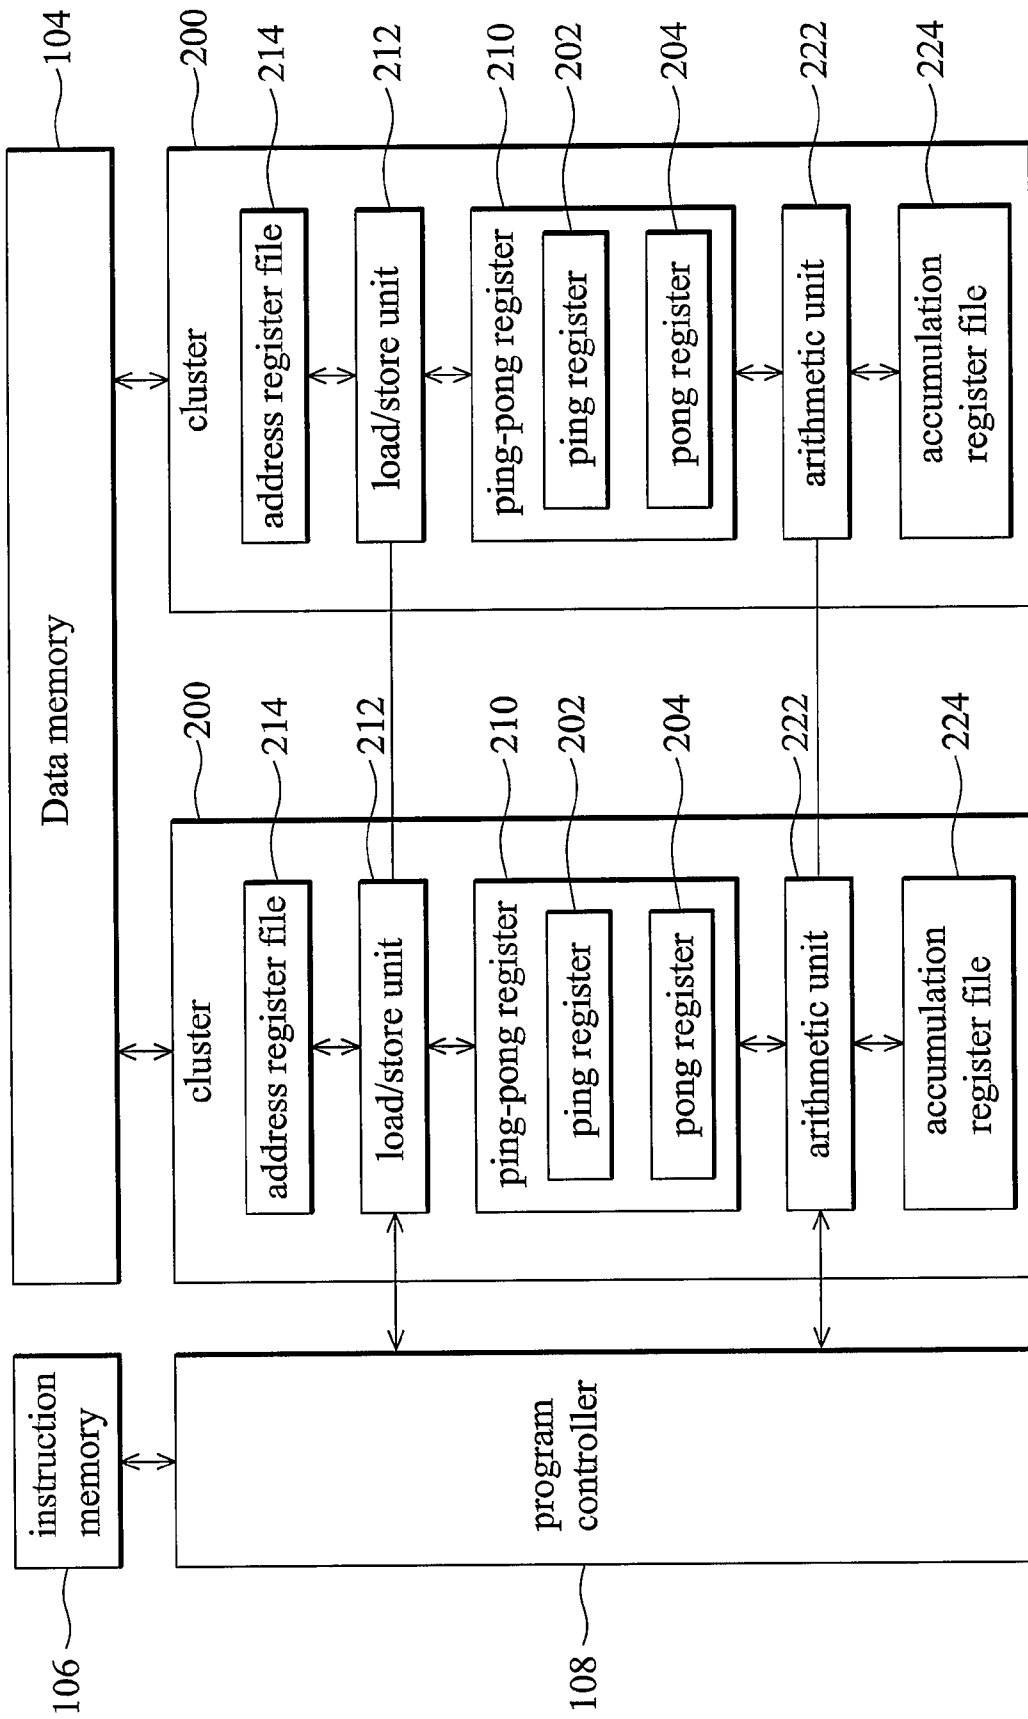 106
instruction
memory
Data memory
104
108
program
controller
cluster
200
address register file
214
load/store unit
212
ping-pong register
210
ping register
202
pong register
204
arithmetic unit
222
accumulation
register file
224
cluster
200
address register file
214
load/store unit
212
ping-pong register
210
ping register
202
pong register
204
arithmetic unit
222
accumulation
register file
224